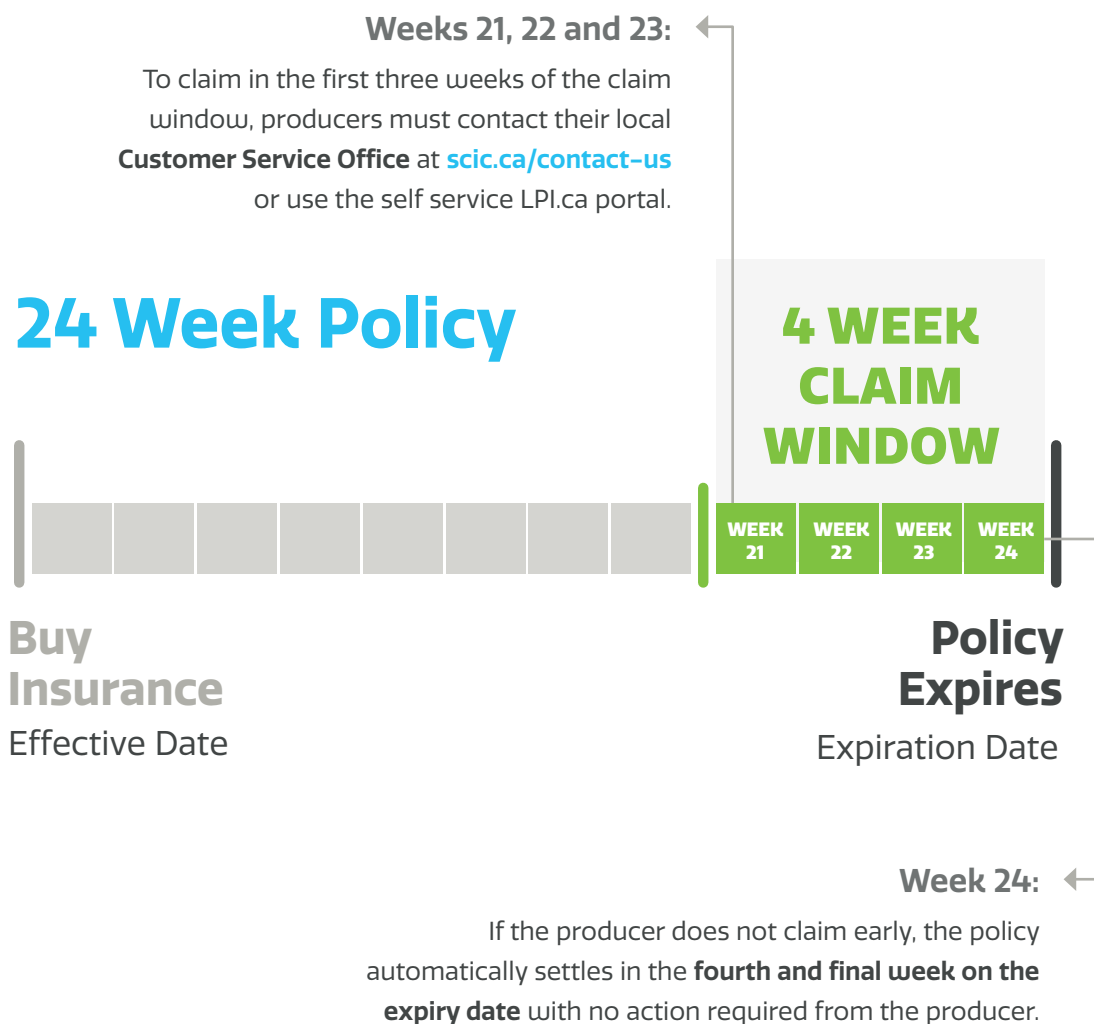 Weeks 21, 22 and 23:
To claim in the first three weeks of the claim
window, producers must contact their local
Customer Service Office at scic.ca/contact-us
or use the self service LPI.ca portal.
24 Week Policy
4 WEEK
CLAIM
WINDOW
WEEK
21
WEEK
22
WEEK
23
WEEK
24
Buy
Insurance
Effective Date
Policy
Expires
Expiration Date
Week 24:
If the producer does not claim early, the policy
automatically settles in the fourth and final week on the
expiry date with no action required from the producer.